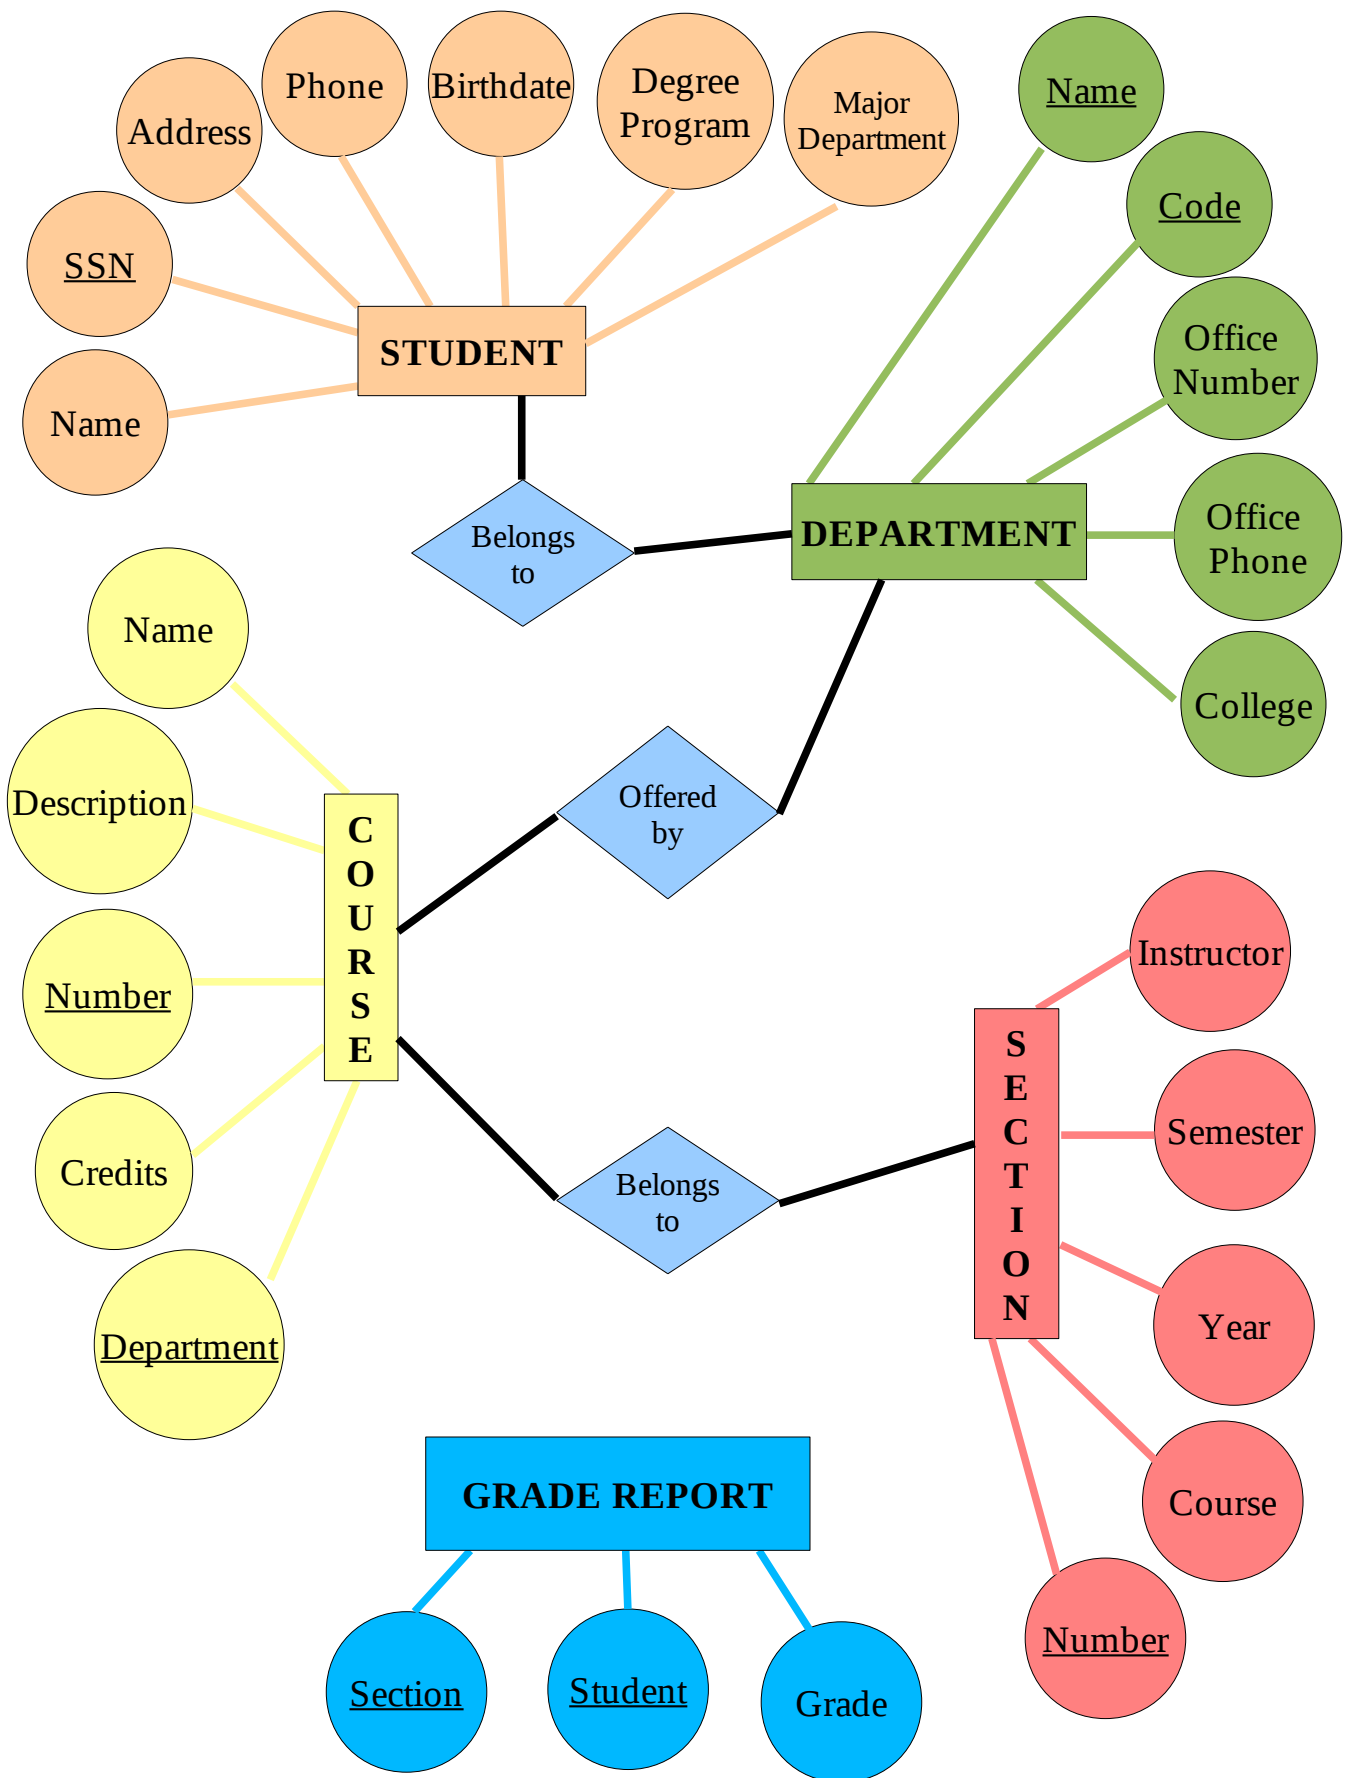 Phone
Birthdate
Degree
Program
Major
Department
Name
Address
Code
SSN
Office
Number
STUDENT
Name
Office
Phone
Belongs
to
DEPARTMENT
Name
College
Description
Offered
by
COURSE
Instructor
Number
SECTION
Semester
Credits
Belongs
to
Year
Department
Course
GRADE REPORT
Number
Section
Student
Grade